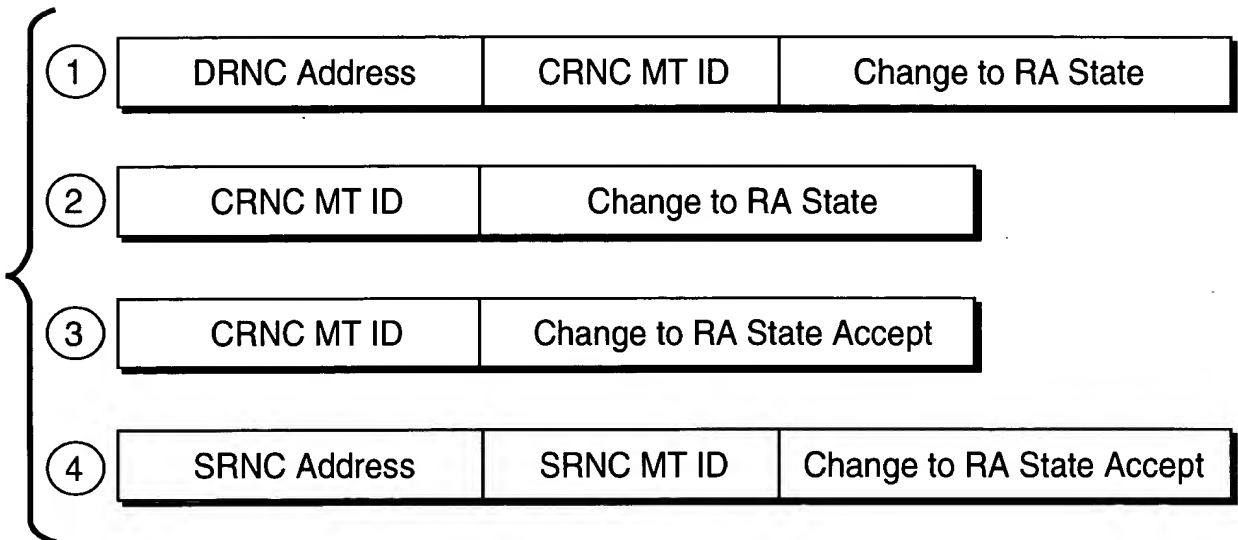 1 DRNC Address CRNC MT ID Change to RA State
2 CRNC MT ID Change to RA State
3 CRNC MT ID Change to RA State Accept
4 SRNC Address SRNC MT ID Change to RA State Accept